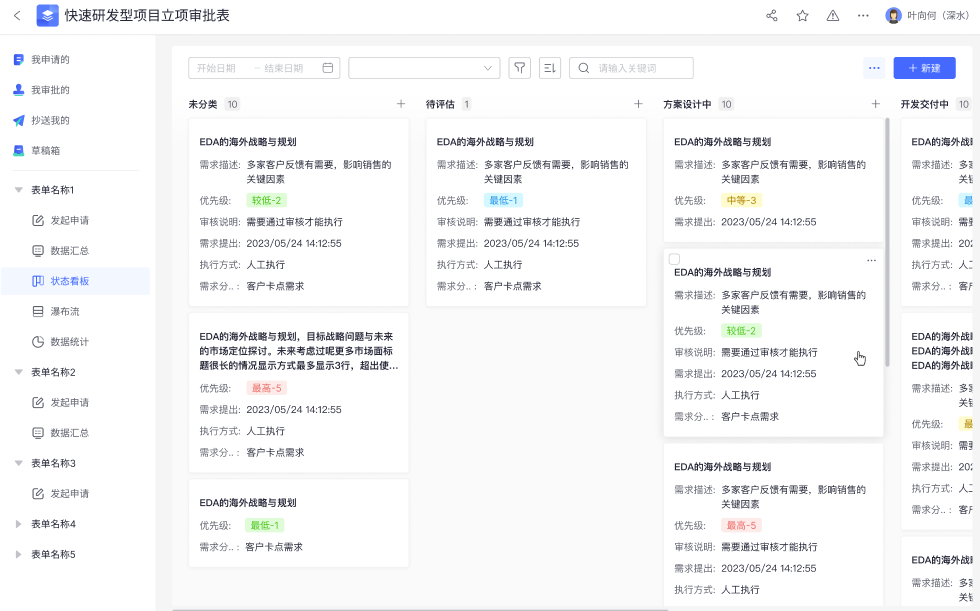 快速研发型项目立项审批表
叶向何（深水）
我申请的
我审批的
抄送我的
草稿箱
表单名称1
发起申请
数据汇总
状态看板
瀑布流
数据统计
表单名称2
发起申请
数据汇总
表单名称3
发起申请
表单名称4
表单名称5
开始日期 – 结束日期
请输入关键词
+ 新建
未分类 10
EDA的海外战略与规划
需求描述: 多家客户反馈有需要，影响销售的
关键因素
优先级: 较低-2
审核说明: 需要通过审核才能执行
需求提出: 2023/05/24 14:12:55
执行方式: 人工执行
需求分..: 客户卡点需求
EDA的海外战略与规划，目标战略问题与未来
的市场定位探讨。未来考虑过呢更多市场面标
题很长的情况显示方式最多显示3行，超出使...
优先级: 最高-5
需求提出: 2023/05/24 14:12:55
执行方式: 人工执行
需求分..: 客户卡点需求
EDA的海外战略与规划
优先级: 最低-1
需求分..: 客户卡点需求
待评估 1
EDA的海外战略与规划
需求描述: 多家客户反馈有需要，影响销售的
关键因素
优先级: 最低-1
审核说明: 需要通过审核才能执行
需求提出: 2023/05/24 14:12:55
执行方式: 人工执行
需求分..: 客户卡点需求
方案设计中 10
EDA的海外战略与规划
需求描述: 多家客户反馈有需要，影响销售的
关键因素
优先级: 中等-3
需求提出: 2023/05/24 14:12:55
EDA的海外战略与规划
需求描述: 多家客户反馈有需要，影响销售的
关键因素
优先级: 较低-2
审核说明: 需要通过审核才能执行
需求提出: 2023/05/24 14:12:55
执行方式: 人工执行
需求分..: 客户卡点需求
EDA的海外战略与规划
需求描述: 多家客户反馈有需要，影响销售的
关键因素
优先级: 最高-5
审核说明: 需要通过审核才能执行
需求提出: 2023/05/24 14:12:55
执行方式: 人工执行
开发交付中 10
EDA的海外战
需求描述: 多家
关键
优先级: 最
审核说明: 需
需求提出: 202
执行方式: 人工
需求分..: 客户
EDA的海外战
EDA的海外战
EDA的海外战
需求描述: 多家
关键
优先级: 最
审核说明: 需
需求提出: 202
执行方式: 人工
需求分..: 客户
EDA的海外战
需求描述: 多家
关键